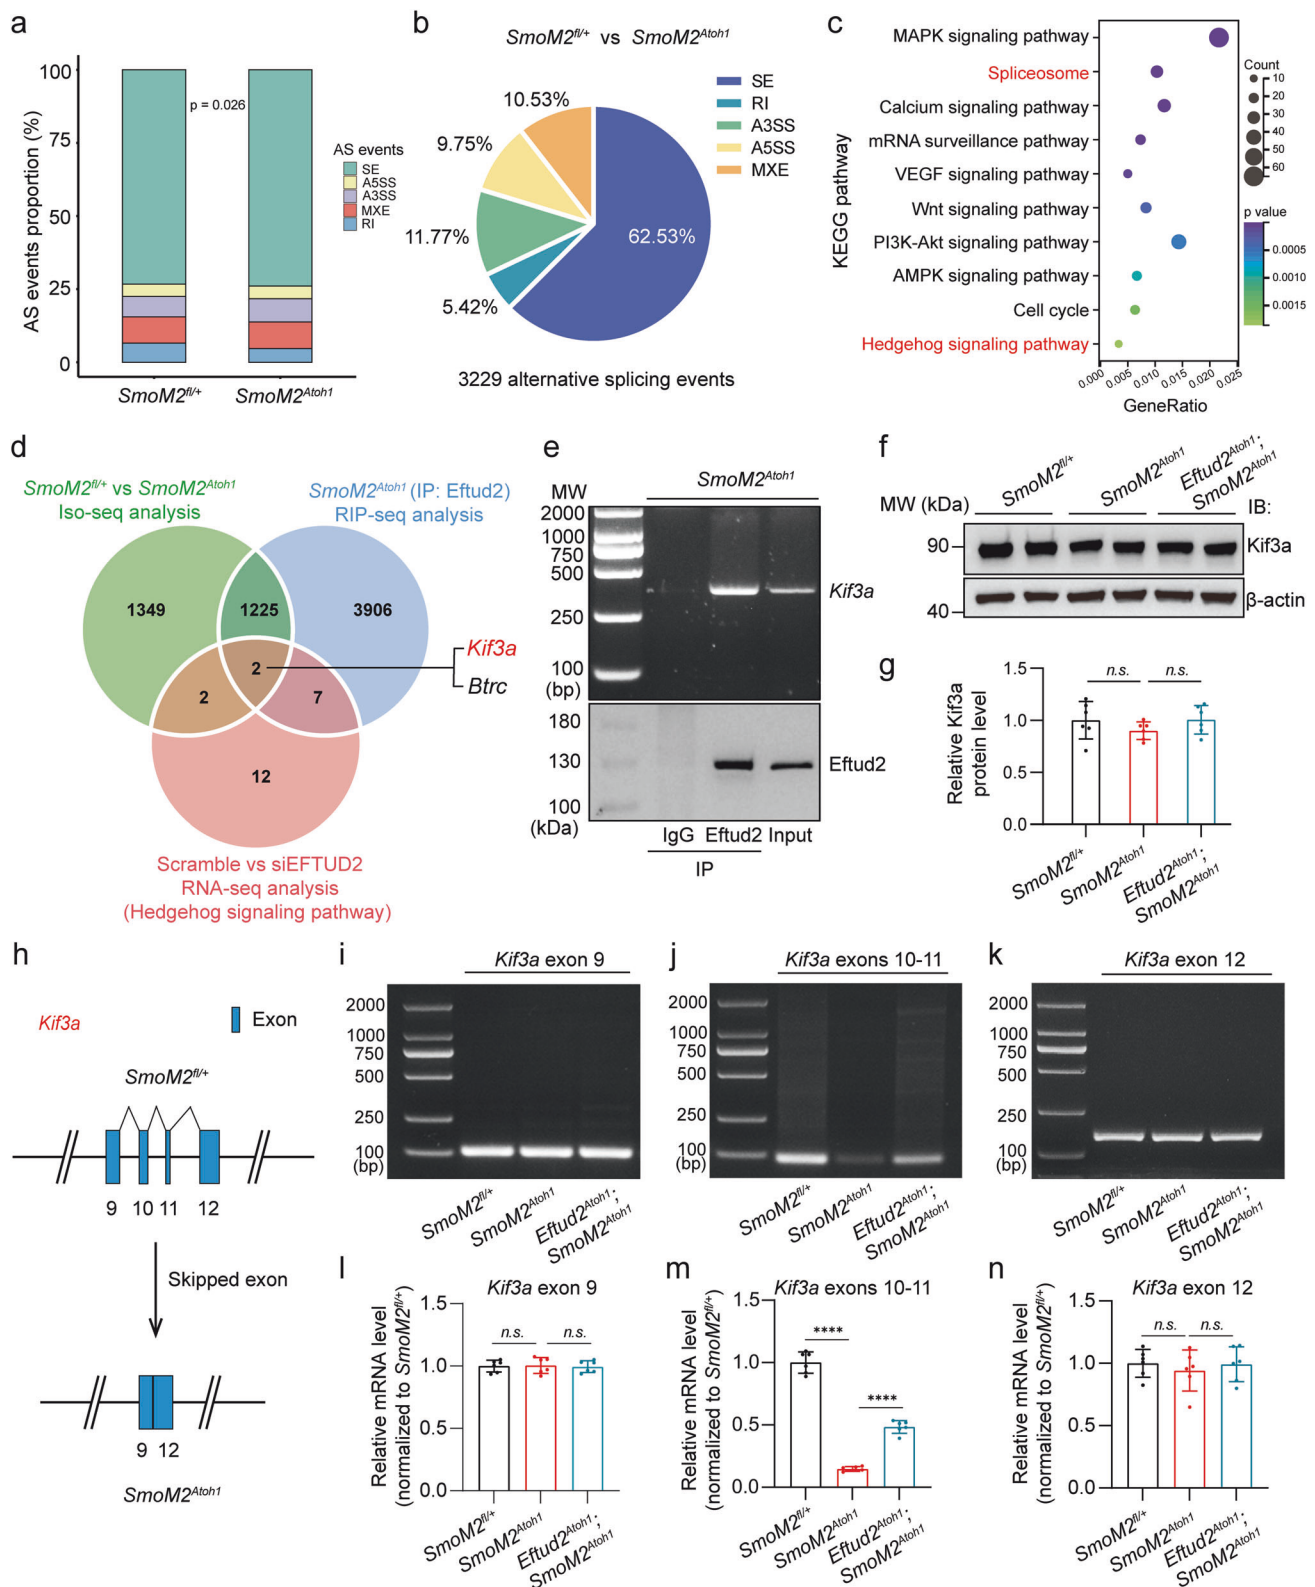 a
AS events proportion (%)
100
75
50
25
0
p = 0.026
AS events
SE
A5SS
A3SS
MXE
RI
SmoM2fl/+
SmoM2Atoh1
b
SmoM2fl/+ vs SmoM2Atoh1
10.53%
9.75%
11.77%
5.42%
62.53%
SE
RI
A3SS
A5SS
MXE
3229 alternative splicing events
c
KEGG pathway
MAPK signaling pathway
Spliceosome
Calcium signaling pathway
mRNA surveillance pathway
VEGF signaling pathway
Wnt signaling pathway
PI3K-Akt signaling pathway
AMPK signaling pathway
Cell cycle
Hedgehog signaling pathway
0.000
0.005
0.010
0.015
0.020
0.025
GeneRatio
Count
10
20
30
40
50
60
p value
0.0005
0.0010
0.0015
d
SmoM2fl/+ vs SmoM2Atoh1
Iso-seq analysis
SmoM2Atoh1 (IP: Eftud2)
RIP-seq analysis
1349
1225
3906
2
2
7
12
Kif3a
Btrc
Scramble vs siEFTUD2
RNA-seq analysis
(Hedgehog signaling pathway)
e
SmoM2Atoh1
MW
2000
1000
750
500
250
100
(bp)
Kif3a
180
130
100
(kDa)
Eftud2
IgG Eftud2 Input
IP
f
SmoM2fl/+
SmoM2Atoh1
Eftud2Atoh1;
SmoM2Atoh1
MW (kDa)
IB:
90
Kif3a
40
β-actin
g
Relative Kif3a
protein level
1.5
1.0
0.5
0.0
n.s.
n.s.
SmoM2fl/+
SmoM2Atoh1
Eftud2Atoh1;
SmoM2Atoh1
h
Kif3a
Exon
SmoM2fl/+
9 10 11 12
Skipped exon
9 12
SmoM2Atoh1
i
Kif3a exon 9
2000
1000
750
500
250
100
(bp)
SmoM2fl/+
SmoM2Atoh1
Eftud2Atoh1;
SmoM2Atoh1
j
Kif3a exons 10-11
2000
1000
750
500
250
100
(bp)
SmoM2fl/+
SmoM2Atoh1
Eftud2Atoh1;
SmoM2Atoh1
k
Kif3a exon 12
2000
1000
750
500
250
100
(bp)
SmoM2fl/+
SmoM2Atoh1
Eftud2Atoh1;
SmoM2Atoh1
l
Kif3a exon 9
Relative mRNA level
(normalized to SmoM2fl/+)
1.5
1.0
0.5
0.0
n.s.
n.s.
SmoM2fl/+
SmoM2Atoh1
Eftud2Atoh1;
SmoM2Atoh1
m
Kif3a exons 10-11
Relative mRNA level
(normalized to SmoM2fl/+)
1.5
1.0
0.5
0.0
****
****
SmoM2fl/+
SmoM2Atoh1
Eftud2Atoh1;
SmoM2Atoh1
n
Kif3a exon 12
Relative mRNA level
(normalized to SmoM2fl/+)
1.5
1.0
0.5
0.0
n.s.
n.s.
SmoM2fl/+
SmoM2Atoh1
Eftud2Atoh1;
SmoM2Atoh1